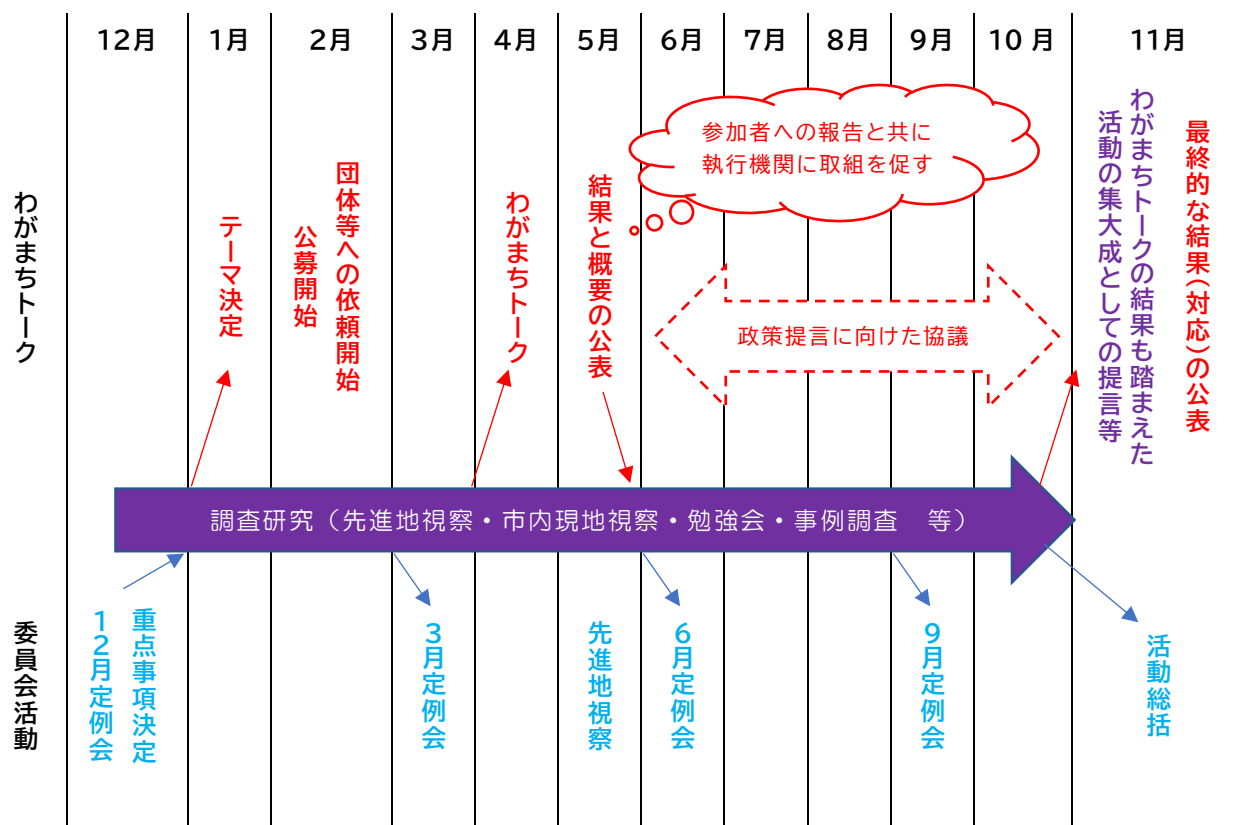 12月
1月
2月
3月
4月
5月
6月
7月
8月
9月
10 月
11月
わがまちトーク
テーマ決定
団体等への依頼開始
公募開始
わがまちトーク
結果と概要の公表
参加者への報告と共に
執行機関に取組を促す
政策提言に向けた協議
最終的な結果(対応)の公表
わがまちトークの結果も踏まえた
活動の集大成としての提言等
調査研究（先進地視察・市内現地視察・勉強会・事例調査　等）
委員会活動
重点事項決定
12月定例会
3月定例会
先進地視察
6月定例会
9月定例会
活動総括